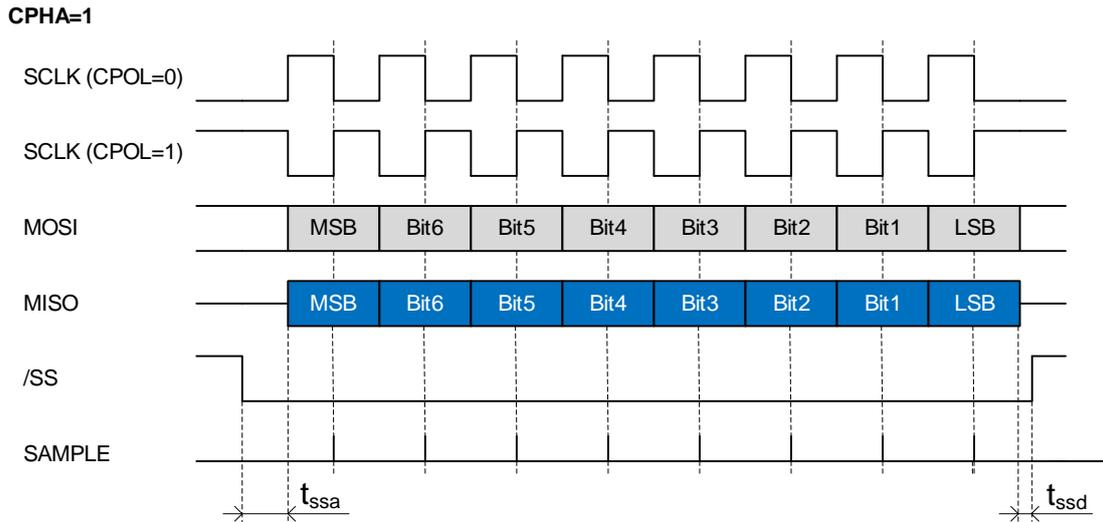 CPHA=1
SCLK (CPOL=0)
SCLK (CPOL=1)
MOSI MSB Bit6 Bit5 Bit4 Bit3 Bit2 Bit1 LSB
MISO MSB Bit6 Bit5 Bit4 Bit3 Bit2 Bit1 LSB
/SS
SAMPLE
tssa tssd